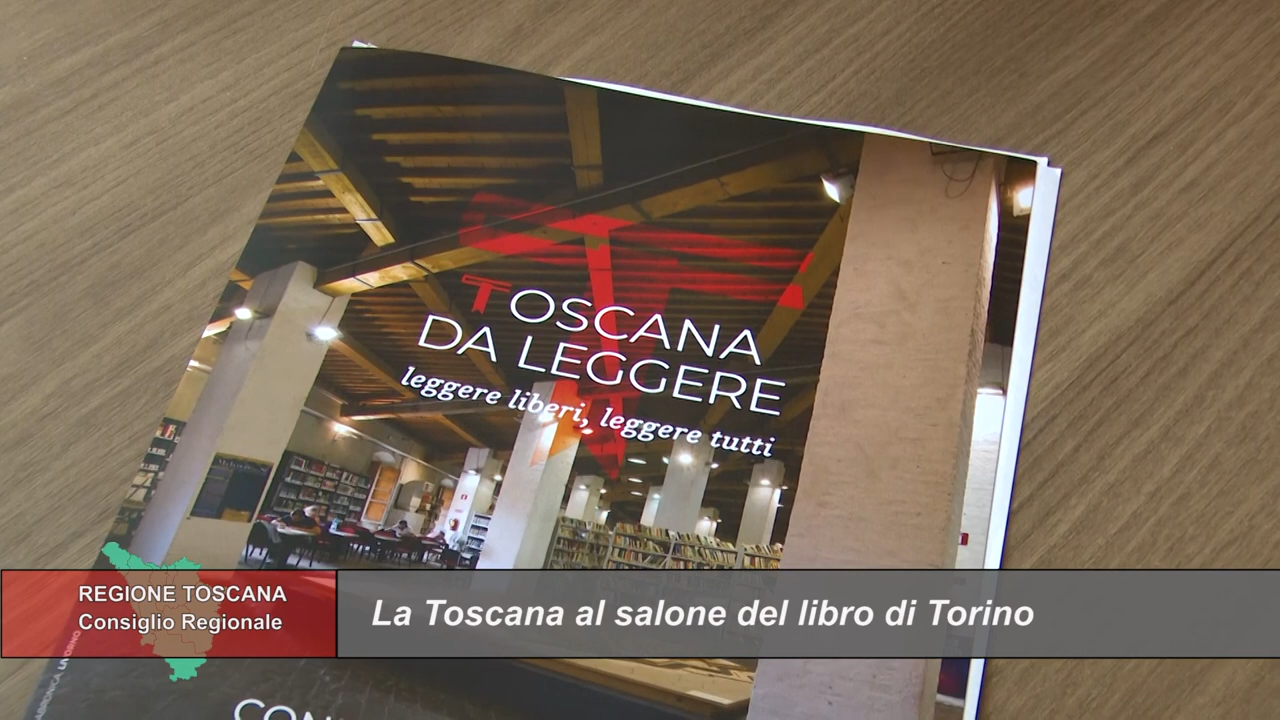 TOSCANA
DA LEGGERE
leggere liberi, leggere tutti
REGIONE TOSCANA
Consiglio Regionale
La Toscana al salone del libro di Torino
LIVORNO